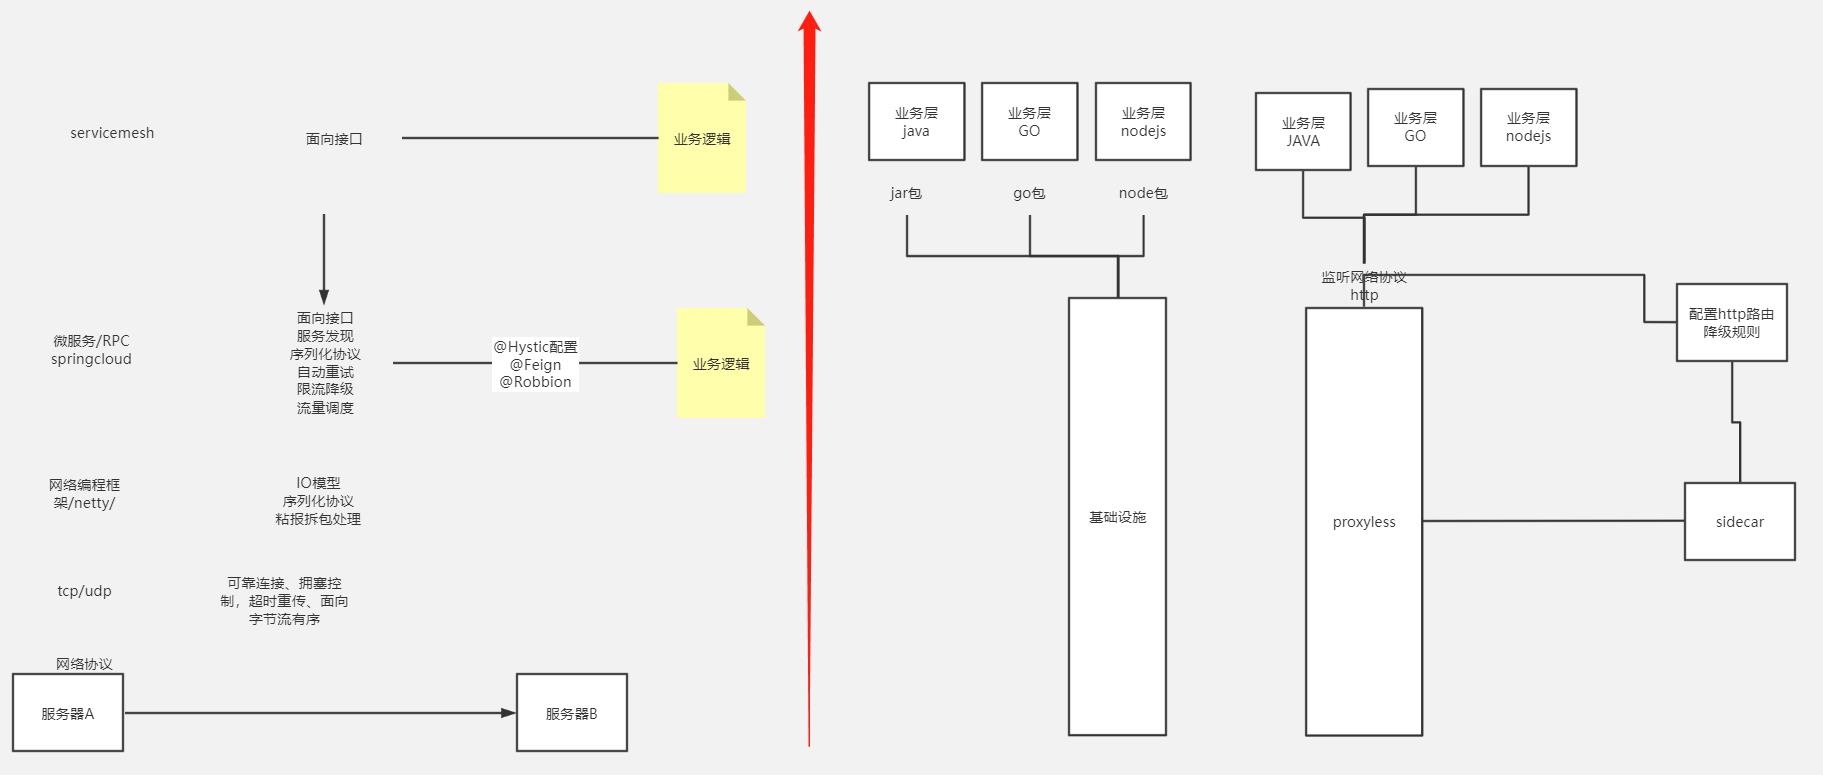 servicemesh
面向接口
业务逻辑
微服务/RPC
springcloud
面向接口
服务发现
序列化协议
自动重试
限流降级
流量调度
@Hystic配置
@Feign
@Robbion
业务逻辑
网络编程框
架/netty/
IO模型
序列化协议
粘报拆包处理
tcp/udp
可靠连接、拥塞控
制，超时重传、面向
字节流有序
网络协议
服务器A
服务器B
业务层
java
业务层
GO
业务层
nodejs
jar包
go包
node包
基础设施
业务层
JAVA
业务层
GO
业务层
nodejs
监听网络协议
http
proxyless
配置http路由
降级规则
sidecar